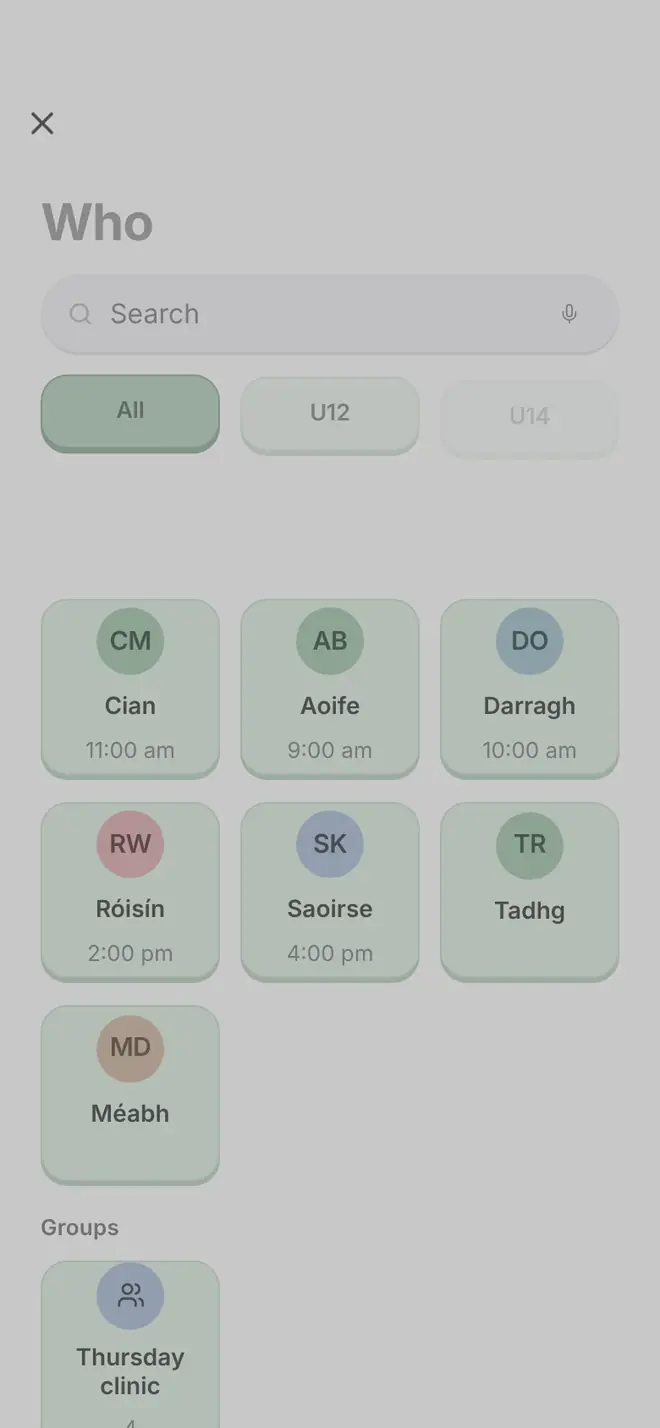 Who
Search
All
U12
U14
CM
AB
DO
Cian
Aoife
Darragh
11:00 am
9:00 am
10:00 am
RW
SK
TR
Róisín
Saoirse
Tadhg
2:00 pm
4:00 pm
MD
Méabh
Groups
Thursday
clinic